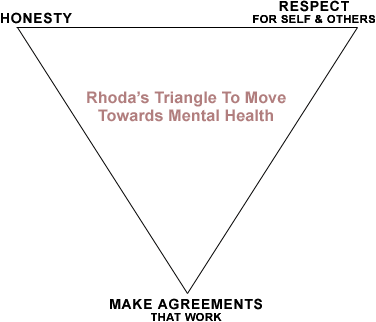 HONESTY
RESPECT
FOR SELF & OTHERS
Rhoda's Triangle To Move
Towards Mental Health
MAKE AGREEMENTS
THAT WORK